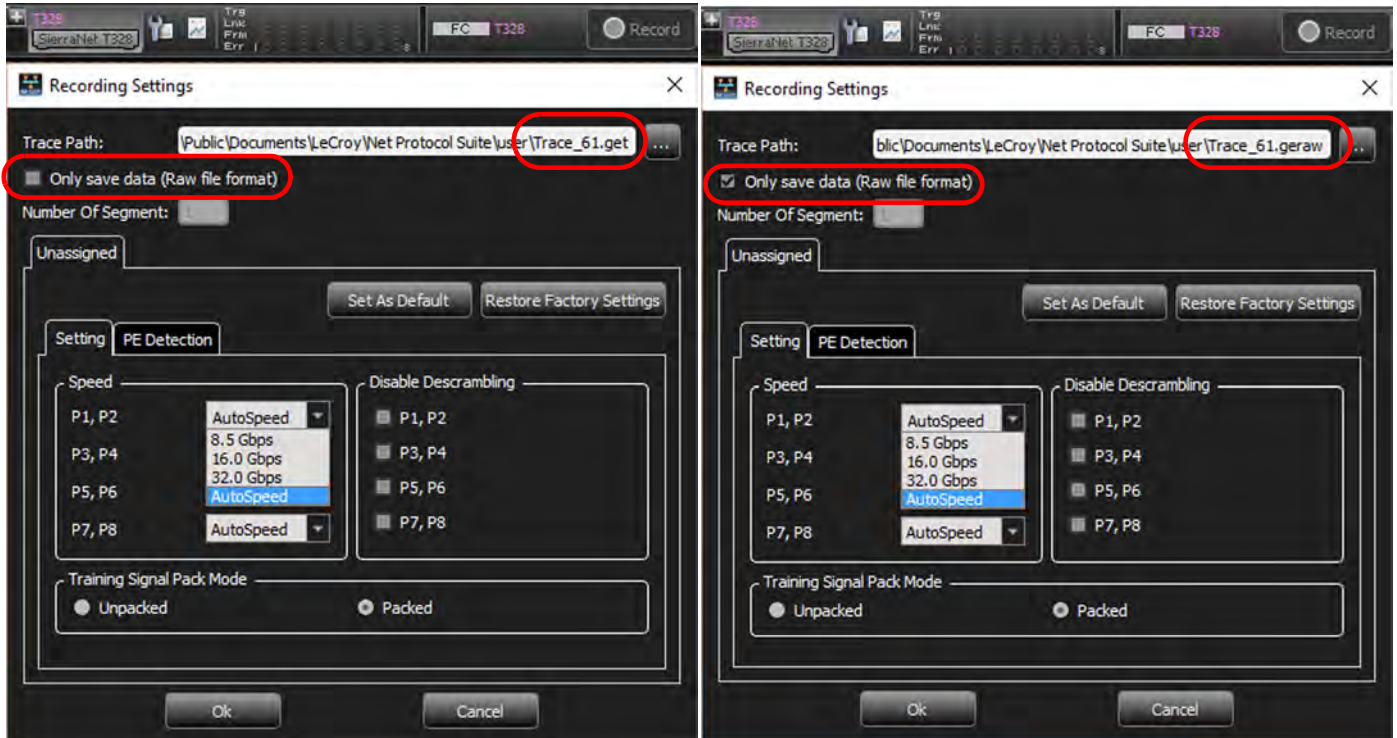 T328
SierraNet T328
Trg
Lnk
Frm
Err
FC T328
Record
Recording Settings
Trace Path: \Public\Documents\LeCroy\Net Protocol Suite\user\Trace_61.get ...
Only save data (Raw file format)
Number Of Segment: 1
Unassigned
Set As Default Restore Factory Settings
Setting PE Detection
Speed
P1, P2 AutoSpeed
8.5 Gbps
16.0 Gbps
32.0 Gbps
AutoSpeed
P3, P4
P5, P6
P7, P8 AutoSpeed
Disable Descrambling
P1, P2
P3, P4
P5, P6
P7, P8
Training Signal Pack Mode
Unpacked Packed
Ok Cancel
T328
SierraNet T328
Trg
Lnk
Frm
Err
FC T328
Record
Recording Settings
Trace Path: blic\Documents\LeCroy\Net Protocol Suite\user\Trace_61.geraw
Only save data (Raw file format)
Number Of Segment:
Unassigned
Set As Default Restore Factory Settings
Setting PE Detection
Speed
P1, P2 AutoSpeed
8.5 Gbps
16.0 Gbps
32.0 Gbps
AutoSpeed
P3, P4
P5, P6
P7, P8 AutoSpeed
Disable Descrambling
P1, P2
P3, P4
P5, P6
P7, P8
Training Signal Pack Mode
Unpacked Packed
Ok Cancel